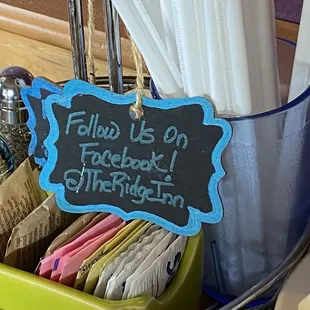 Follow Us On
Facebook!
@TheRidgeInn